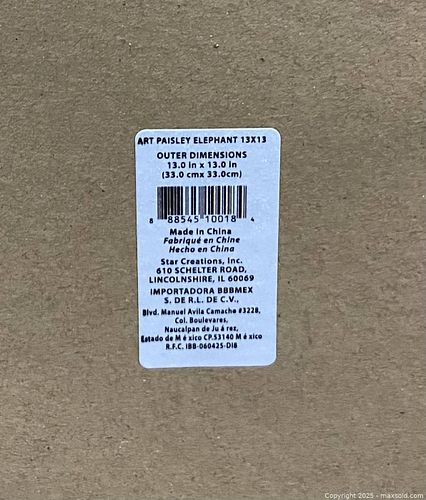 ART PAISLEY ELEPHANT 13X13
OUTER DIMENSIONS
13.0 in x 13.0 in
(33.0 cmx 33.0cm)
8 88545 10018 4
Made in China
Fabriqué en Chine
Hecho en China
Star Creations, Inc.
610 SCHELTER ROAD,
LINCOLNSHIRE, IL 60069
IMPORTADORA BBBMEX
S. DE R.L. DE C.V.,
Blvd. Manuel Avila Camacho #3228,
Col. Boulevares,
Naucalpan de Ju á rez,
Estado de M é xico CP.53140 M é xico
R.F.C. IBB-060425-DI8
Copyright 2025 - maxsold.com